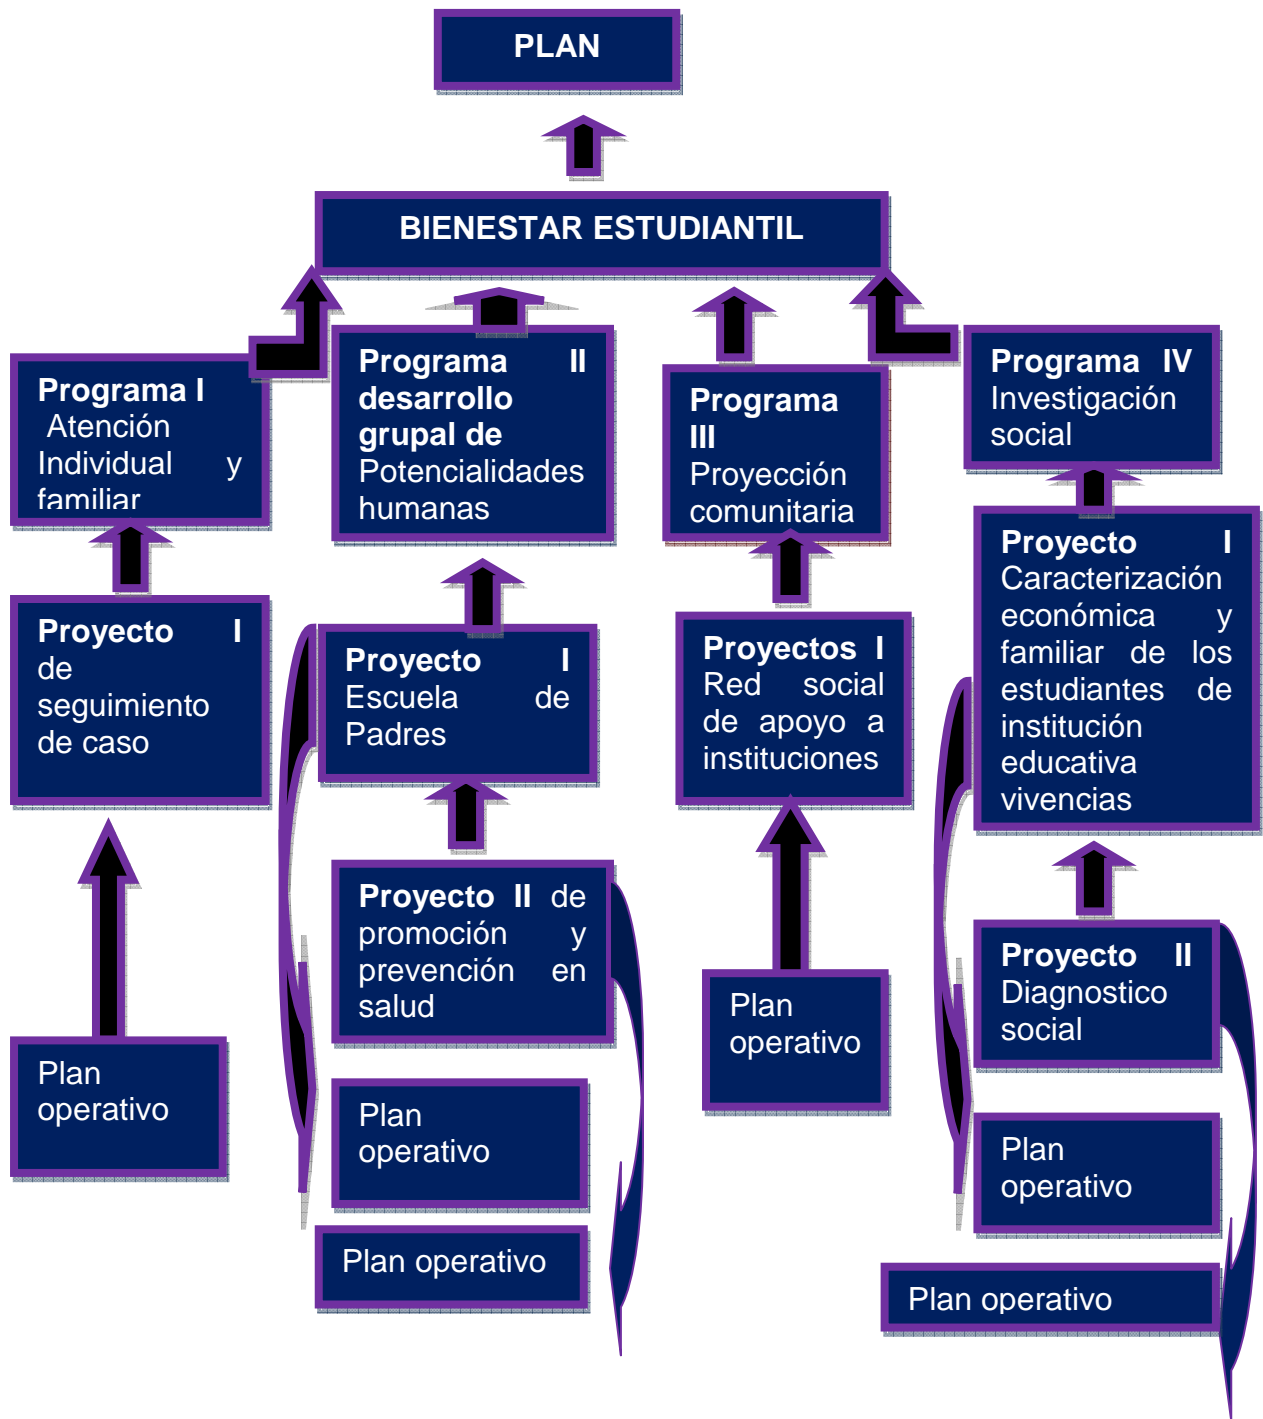 PLAN
BIENESTAR ESTUDIANTIL
Programa I
Atención
Individual y
familiar
Programa II
desarrollo
grupal de
Potencialidades
humanas
Programa
III
Proyección
comunitaria
Programa IV
Investigación
social
Proyecto I
de
seguimiento
de caso
Proyecto I
Escuela de
Padres
Proyectos I
Red social
de apoyo a
instituciones
Proyecto I
Caracterización
económica y
familiar de los
estudiantes de
institución
educativa
vivencias
Proyecto II de
promoción y
prevención en
salud
Proyecto II
Diagnostico
social
Plan
operativo
Plan
operativo
Plan operativo
Plan
operativo
Plan
operativo
Plan operativo